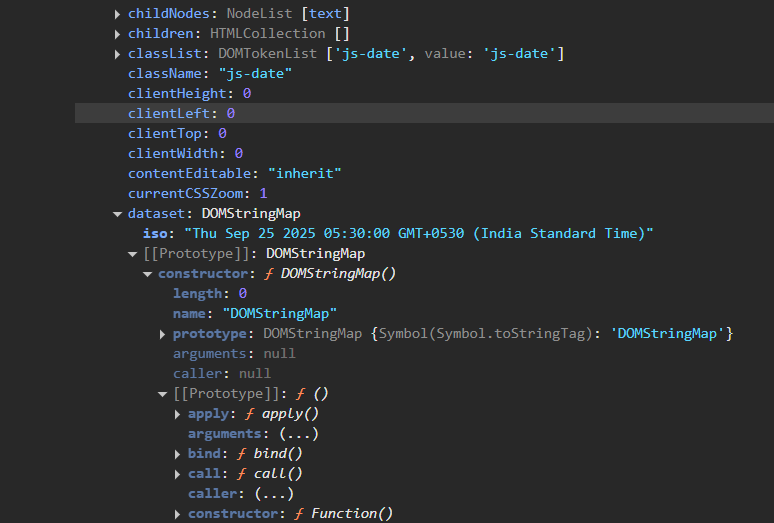 childNodes: NodeList [text]
children: HTMLCollection []
classList: DOMTokenList ['js-date', value: 'js-date']
className: "js-date"
clientHeight: 0
clientLeft: 0
clientTop: 0
clientWidth: 0
contentEditable: "inherit"
currentCSSZoom: 1
dataset: DOMStringMap
iso: "Thu Sep 25 2025 05:30:00 GMT+0530 (India Standard Time)"
[[Prototype]]: DOMStringMap
constructor: ƒ DOMStringMap()
length: 0
name: "DOMStringMap"
prototype: DOMStringMap {Symbol(Symbol.toStringTag): 'DOMStringMap'}
arguments: null
caller: null
[[Prototype]]: ƒ ()
apply: ƒ apply()
arguments: (...)
bind: ƒ bind()
call: ƒ call()
caller: (...)
constructor: ƒ Function()